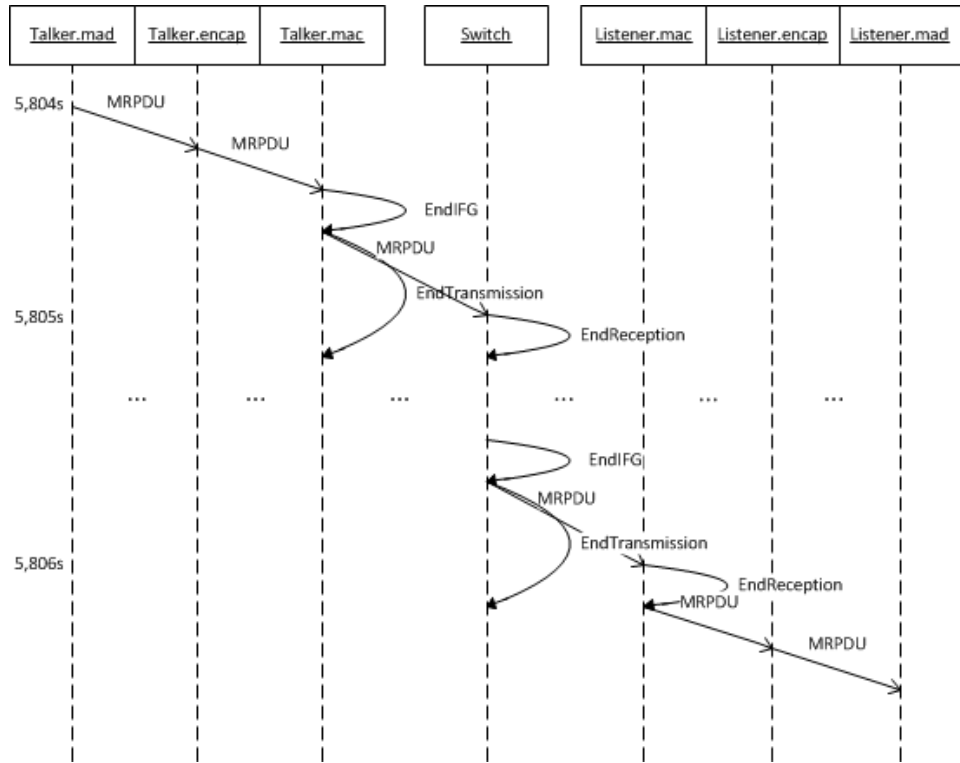 Talker.mad Talker.encap Talker.mac Switch Listener.mac Listener.encap Listener.mad
5,804s
MRPDU
MRPDU
EndIFG
MRPDU
EndTransmission
5,805s
EndReception
... ... ... ... ... ...
EndIFG
MRPDU
EndTransmission
5,806s
EndReception
MRPDU
MRPDU